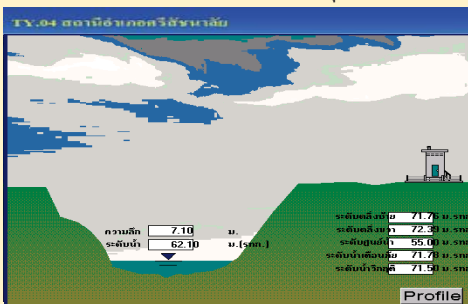 TY.04 สถานีอำเภอศรีสัชนาลัย
ความลึก 7.10 ม.
ระดับน้ำ 62.10 ม.(รทก.)
ระดับตลิ่งซ้าย 71.76 ม.รทก
ระดับตลิ่งขวา 72.39 ม.รทก
ระดับศูนย์น้ำ 55.00 ม.รทก
ระดับน้ำเตือนภัย 71.78 ม.รทก
ระดับน้ำวิกฤติ 71.50 ม.รทก
Profile